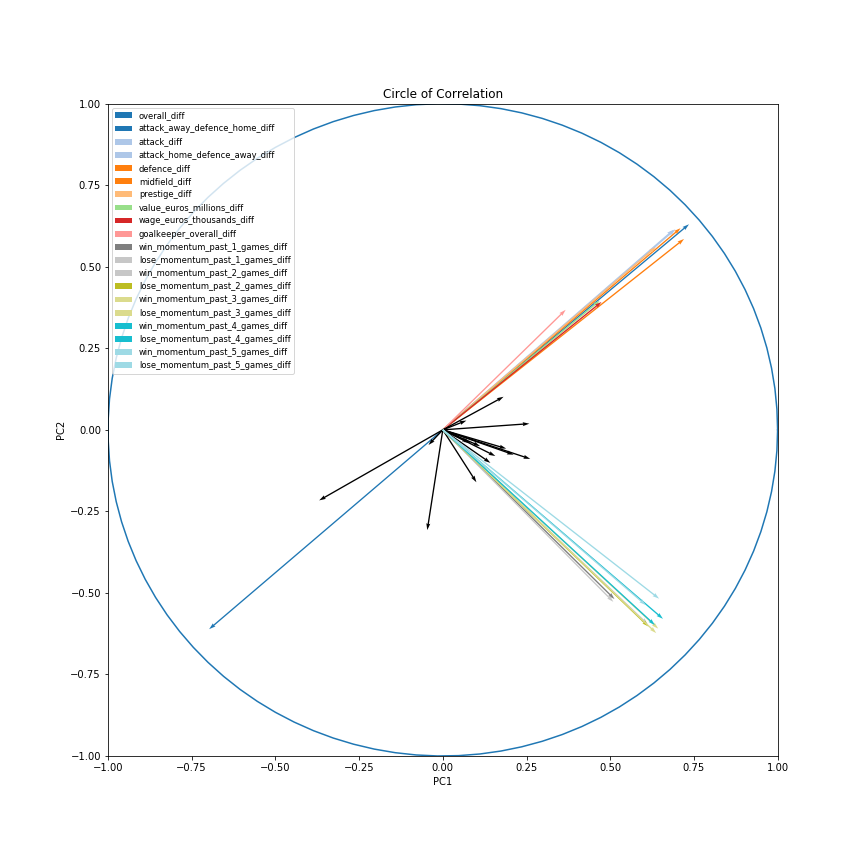 Circle of Correlation
1.00
0.75
0.50
0.25
0.00
−0.25
−0.50
−0.75
−1.00
PC2
overall_diff
attack_away_defence_home_diff
attack_diff
attack_home_defence_away_diff
defence_diff
midfield_diff
prestige_diff
value_euros_millions_diff
wage_euros_thousands_diff
goalkeeper_overall_diff
win_momentum_past_1_games_diff
lose_momentum_past_1_games_diff
win_momentum_past_2_games_diff
lose_momentum_past_2_games_diff
win_momentum_past_3_games_diff
lose_momentum_past_3_games_diff
win_momentum_past_4_games_diff
lose_momentum_past_4_games_diff
win_momentum_past_5_games_diff
lose_momentum_past_5_games_diff
−1.00 −0.75 −0.50 −0.25 0.00 0.25 0.50 0.75 1.00
PC1